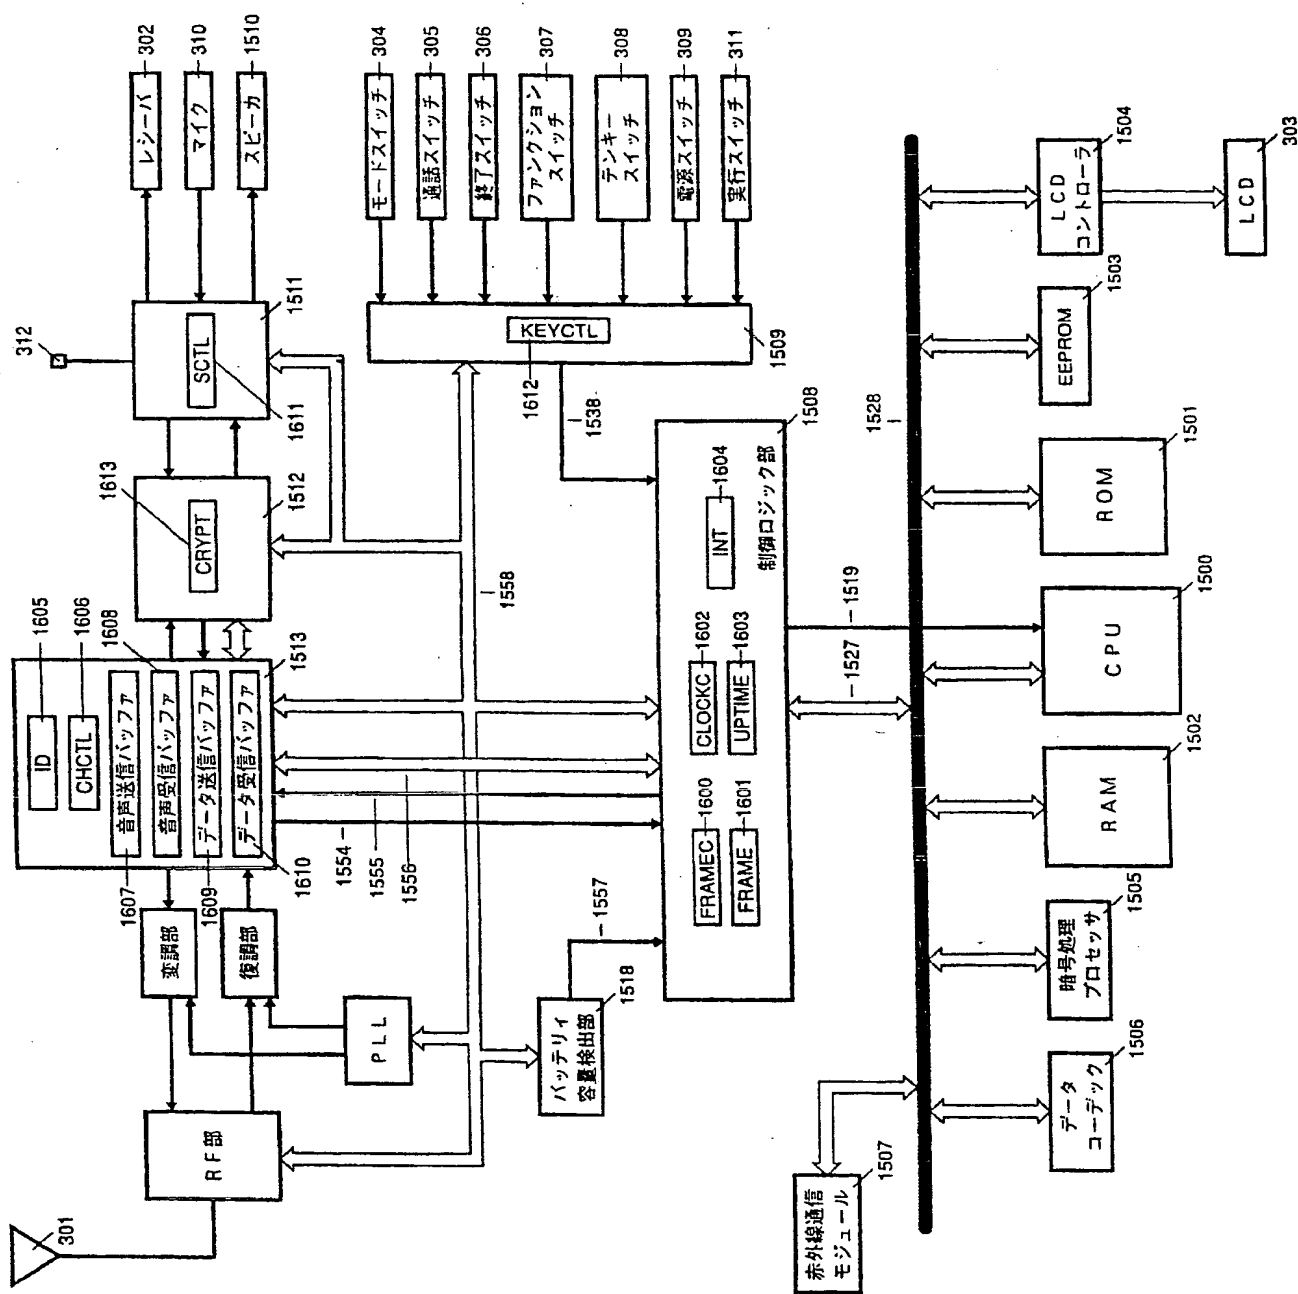 301
RF部
変調部
復調部
PLL
ID
1605
CHCTL
1606
音声送信バッファ
1607
音声受信バッファ
1608
データ送信バッファ
1609
データ受信バッファ
1610
1513
CRYPT
1613
1512
SCTL
1611
1511
312
レシーバ
302
マイク
310
スピーカ
1510
モードスイッチ
304
通話スイッチ
305
終了スイッチ
306
ファンクション
スイッチ
307
テンキー
スイッチ
308
電源スイッチ
309
実行スイッチ
311
KEYCTL
1612
1509
1538
1558
1554
1555
1556
1557
バッテリィ
容量検出部
1518
FRAMEC
1600
FRAME
1601
CLOCKC
1602
UPTIME
1603
INT
1604
制御ロジック部
1508
1527
1519
1528
赤外線通信
モジュール
1507
データ
コーデック
1506
暗号処理
プロセッサ
1505
RAM
1502
CPU
1500
ROM
1501
EEPROM
1503
LCD
コントローラ
1504
LCD
303